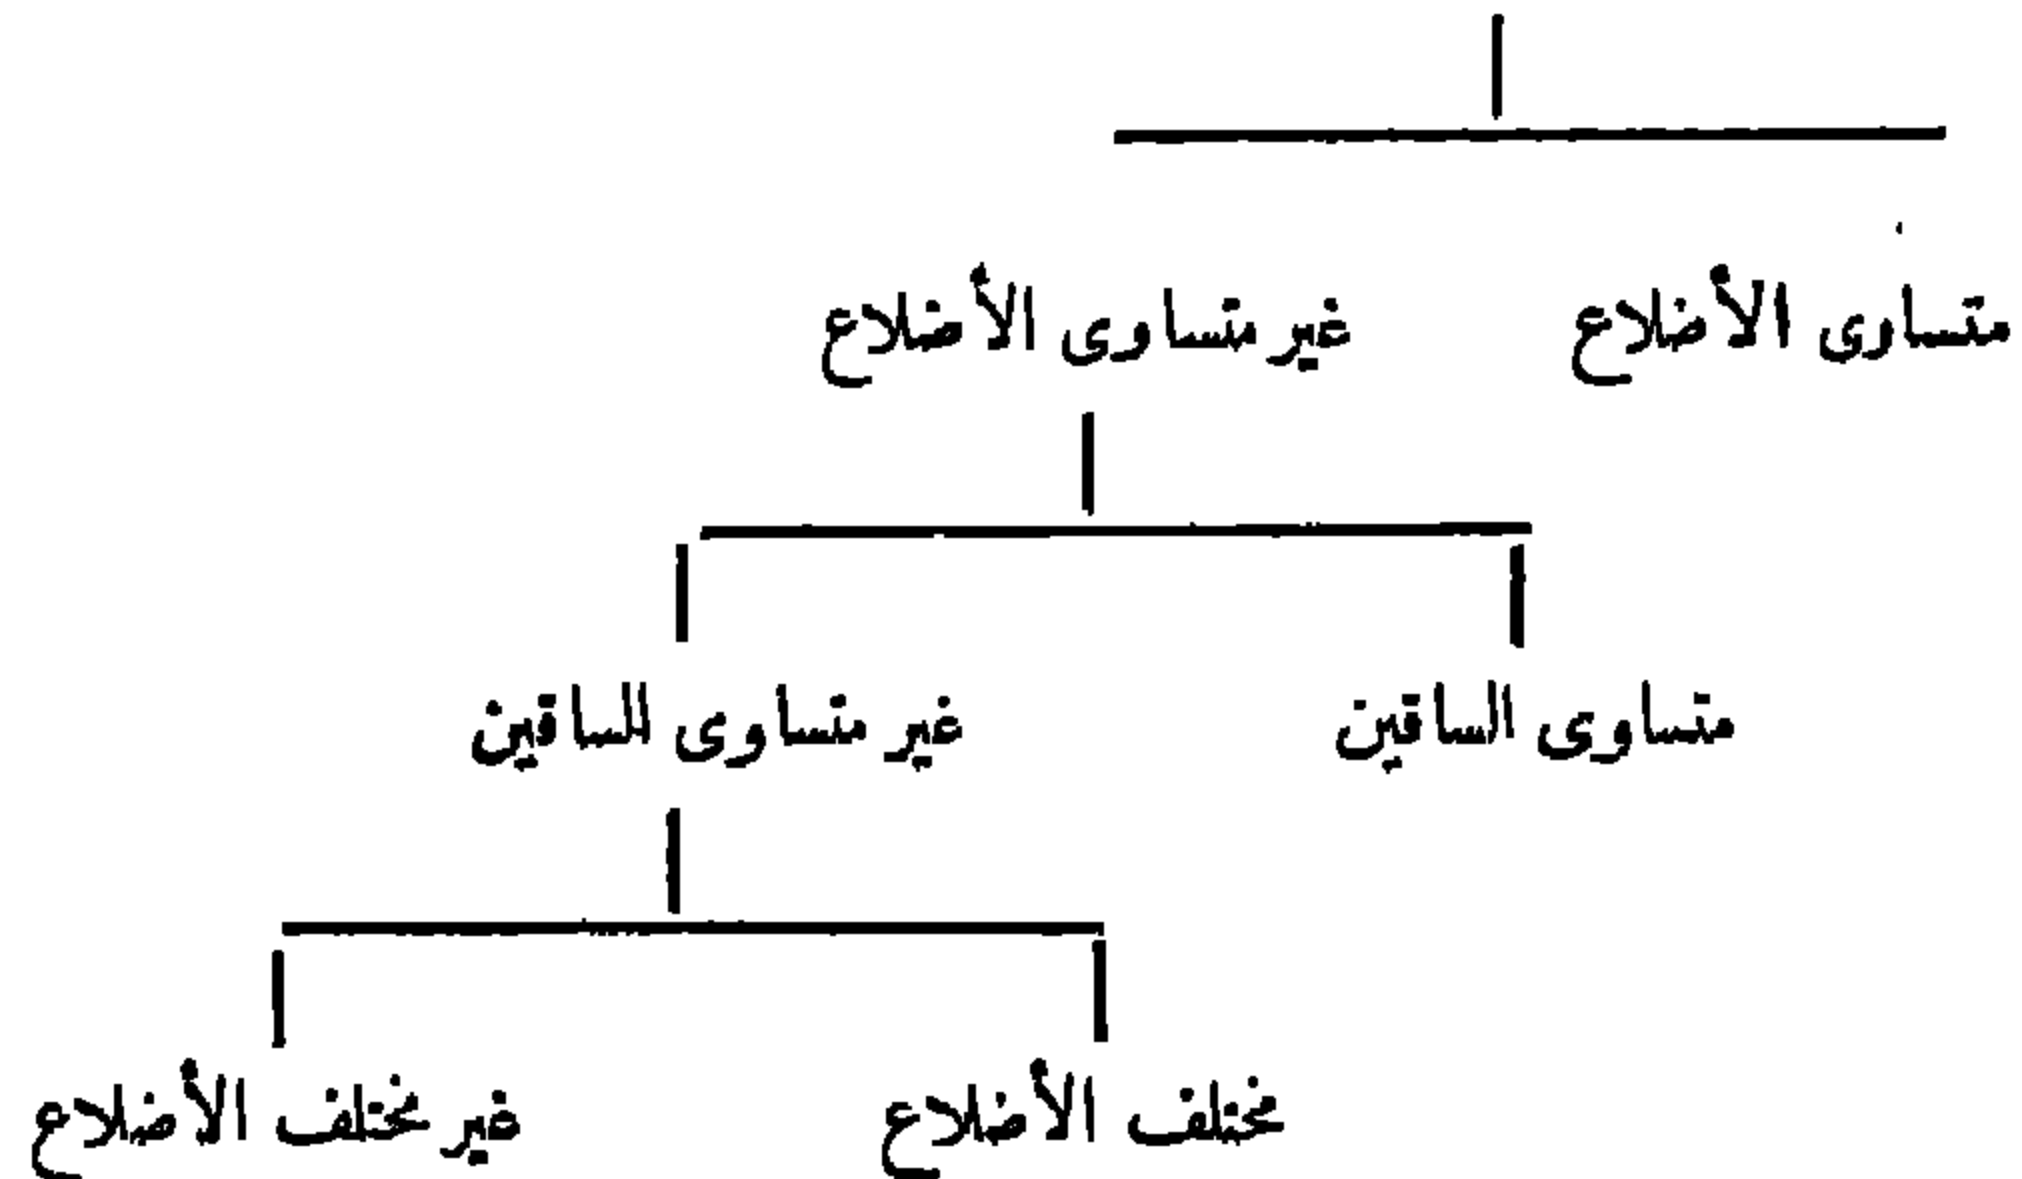 متساوى الأضلاع غير متساوى الأضلاع
متساوى الساقين غير متساوى الساقين
مختلف الأضلاع غير مختلف الأضلاع